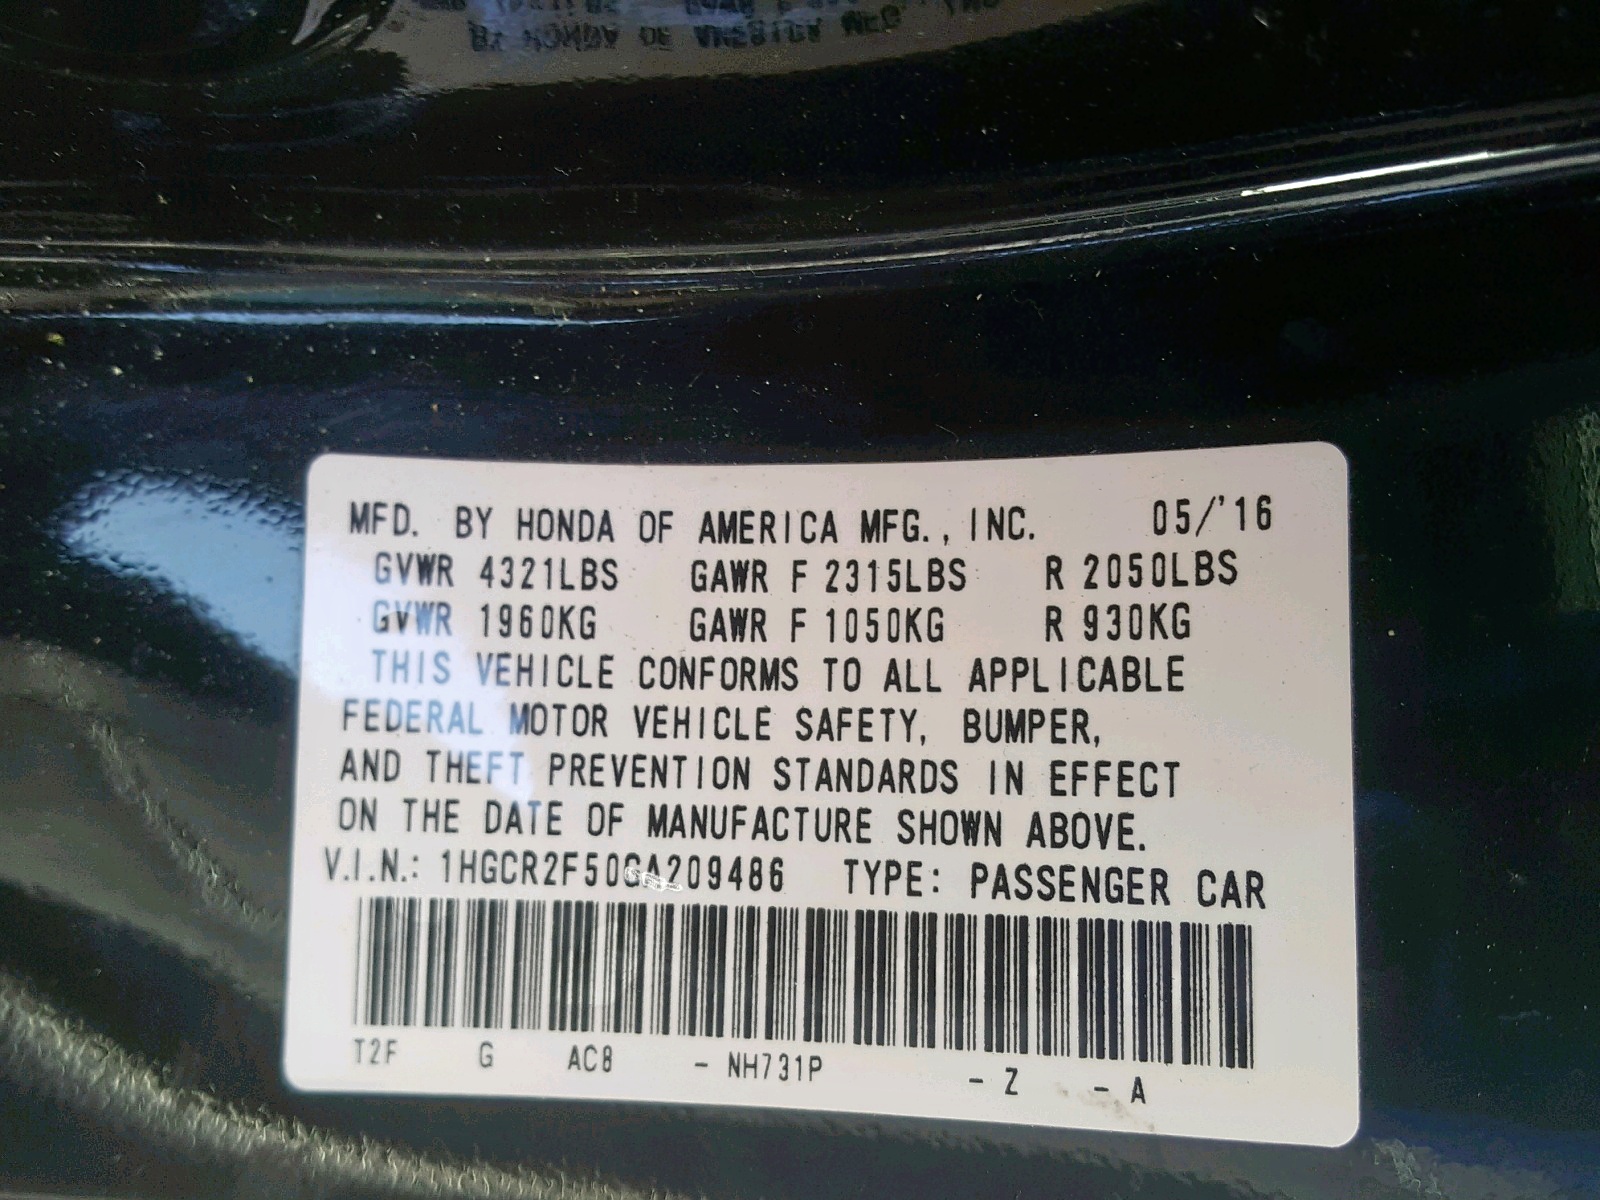 MFD. BY HONDA OF AMERICA MFG., INC. 05/'16
GVWR 4321LBS GAWR F 2315LBS R 2050LBS
GVWR 1960KG GAWR F 1050KG R 930KG
THIS VEHICLE CONFORMS TO ALL APPLICABLE
FEDERAL MOTOR VEHICLE SAFETY, BUMPER,
AND THEFT PREVENTION STANDARDS IN EFFECT
ON THE DATE OF MANUFACTURE SHOWN ABOVE.
V.I.N.: 1HGCR2F50GA209486 TYPE: PASSENGER CAR
T2F G AC8 - NH731P - Z - A